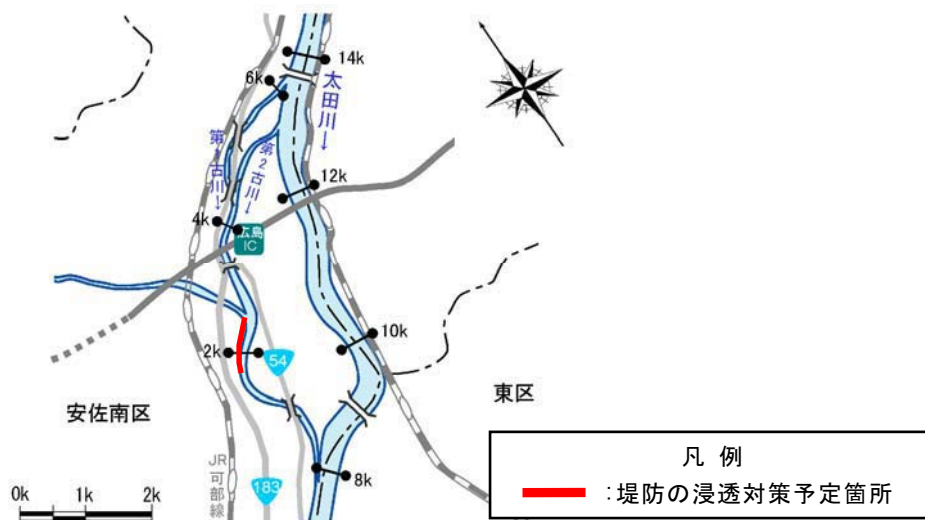 14k
6k
太田川→
第1古川→
第2古川→
12k
4k
広島
IC
10k
2k
54
安佐南区
東区
JR可部線
8k
183
0k 1k 2k
凡 例
:堤防の浸透対策予定箇所